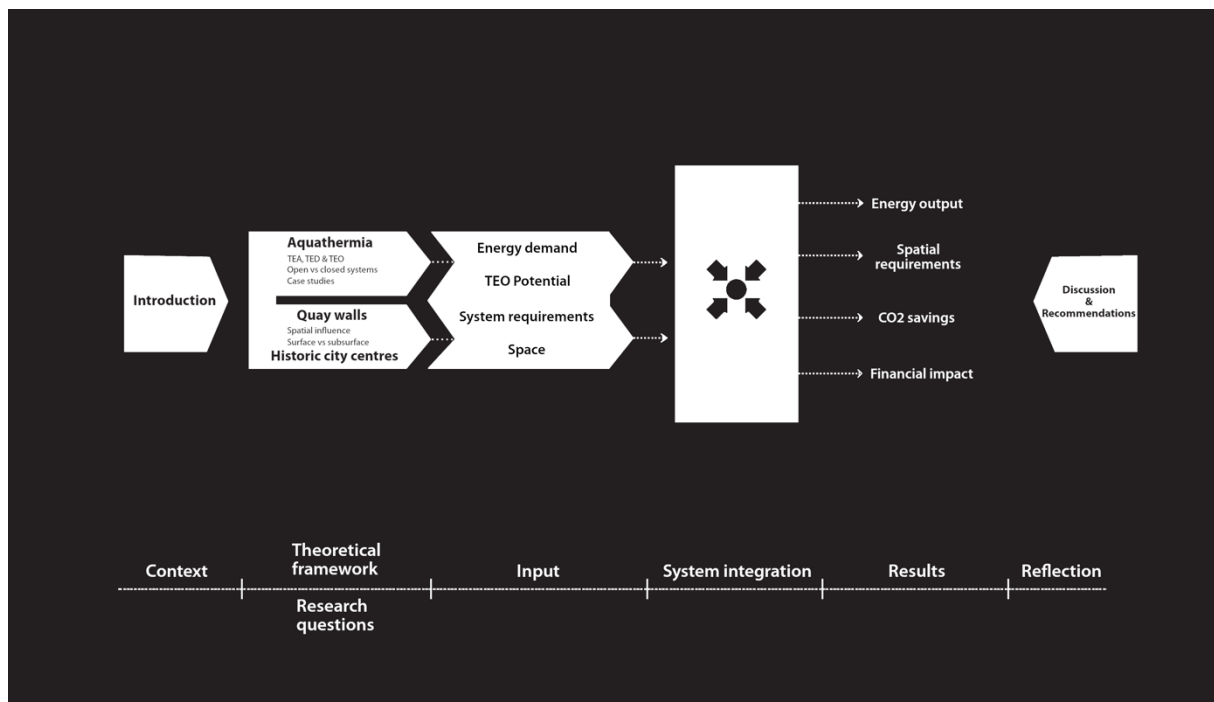 Introduction
Aquathermia
TEA, TED & TEO
Open vs closed systems
Case studies
Quay walls
Spatial influence
Surface vs subsurface
Historic city centres
Energy demand
TEO Potential
System requirements
Space
Energy output
Spatial
requirements
CO2 savings
Financial impact
Discussion
&
Recommendations
Context
Theoretical
framework
Research
questions
Input
System integration
Results
Reflection